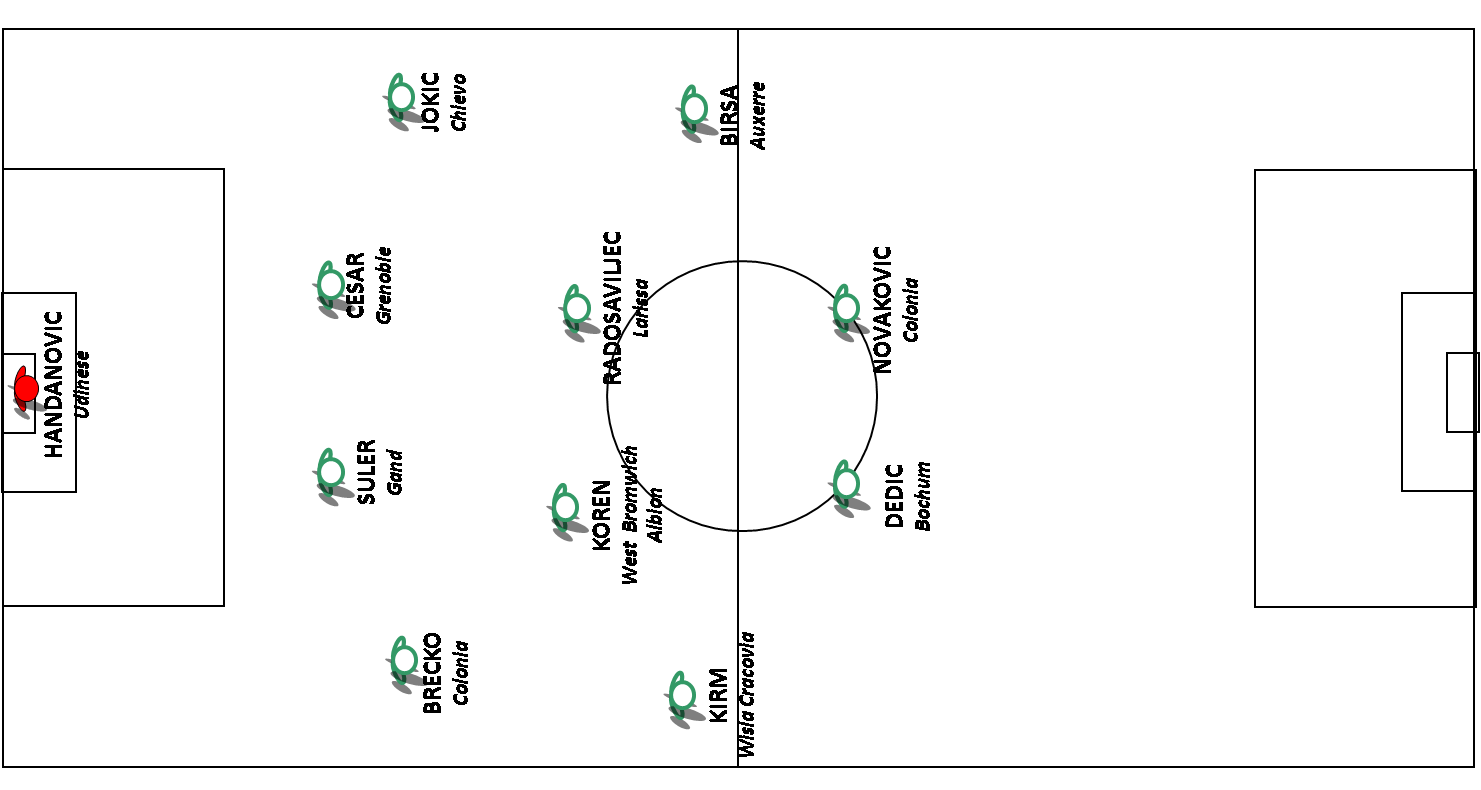 HANDANOVIC
Udinese
JOKIC
Chievo
CESAR
Grenoble
SULER
Gand
BRECKO
Colonia
BIRSA
Auxerre
RADOSAVILJEC
Larissa
KOREN
West Bromwich
Albion
KIRM
Wisla Cracovia
NOVAKOVIC
Colonia
DEDIC
Bochum